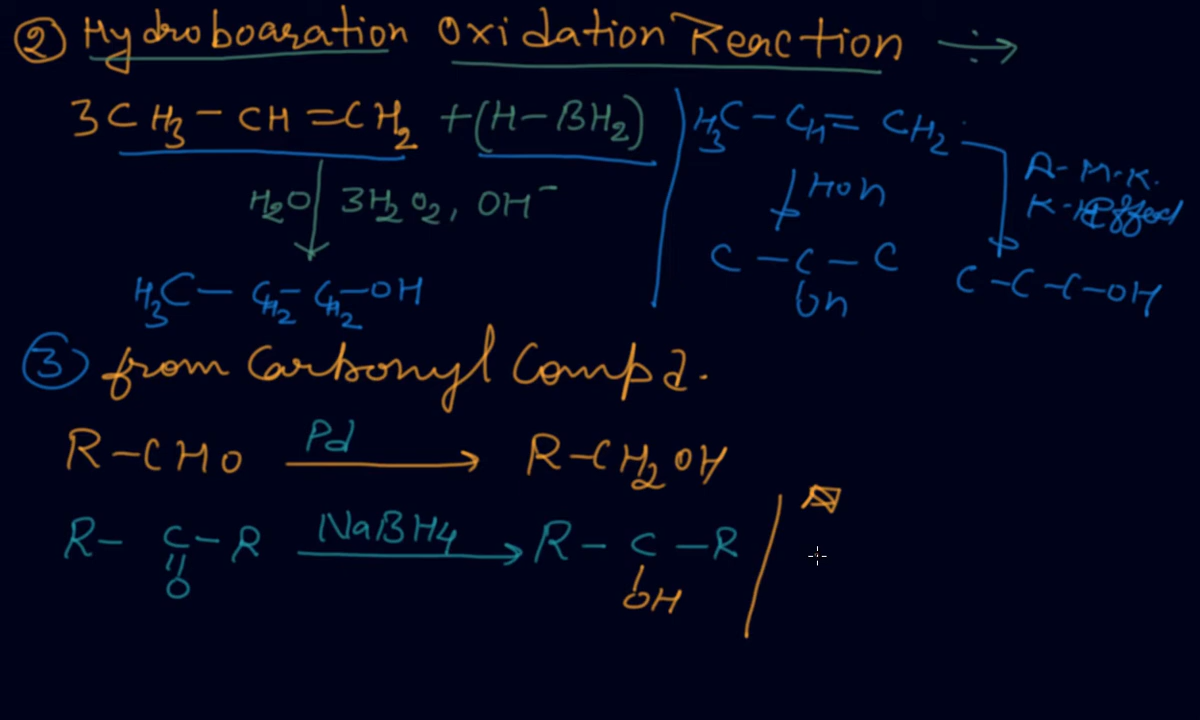 ② Hydroboaration Oxidation Reaction ÷→
3CH3 - CH = CH2 + (H - BH2)
H2O 3H2O2, OH⁻
H3C - CH2 - CH2 - OH
H3C - CH = CH2
HOH
A-M-K.
C - C - C
OH
C - C - C - OH
③ from Carbonyl Compd.
R - CHO Pd → R - CH2OH
R - C - R NaBH4 → R - C - R
O
OH